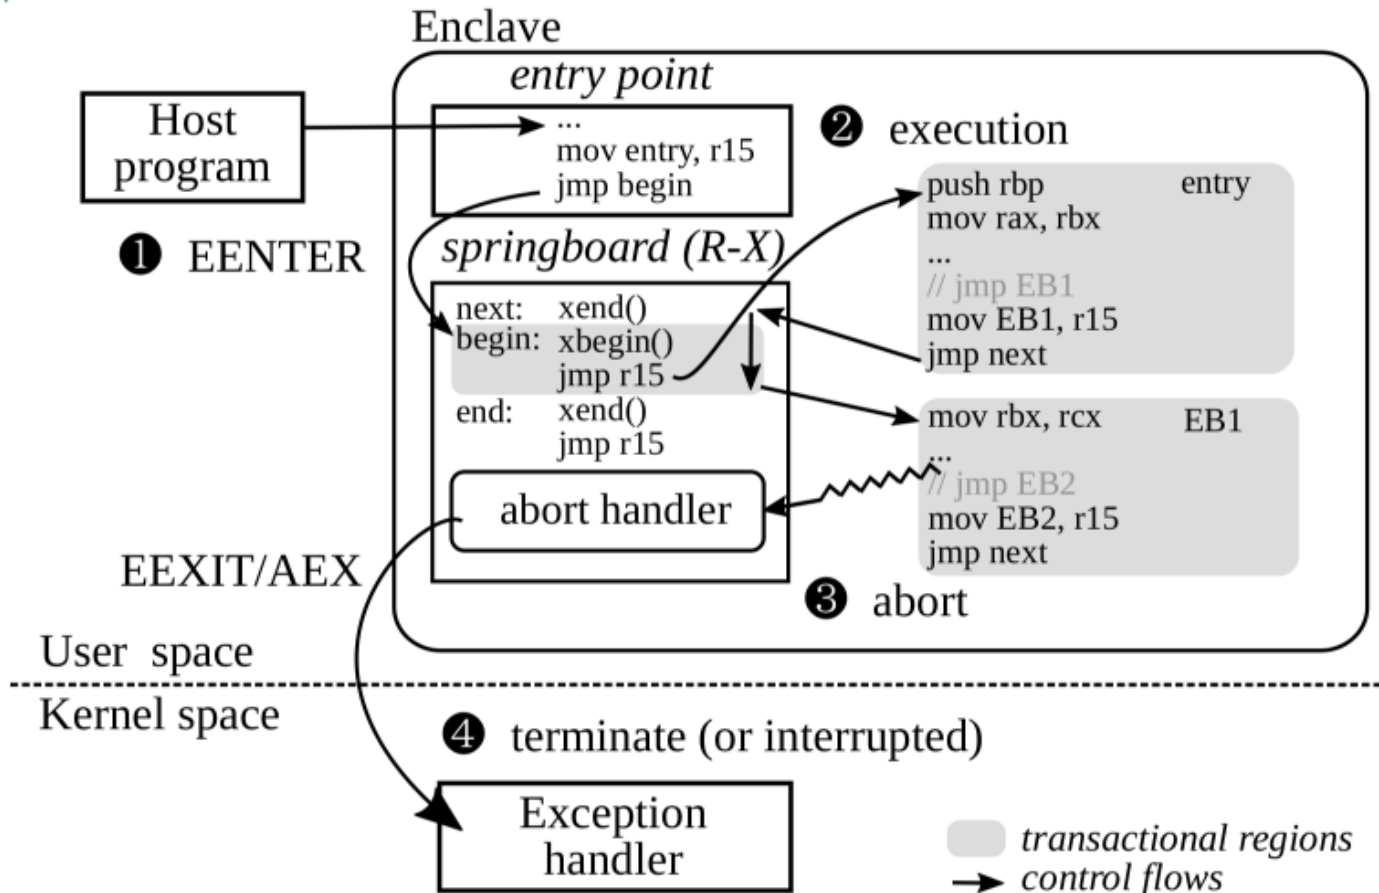 Enclave
entry point
Host
program
...
mov entry, r15
jmp begin
❶ EENTER
springboard (R-X)
next: xend()
begin: xbegin()
jmp r15
end: xend()
jmp r15
abort handler
❷ execution
push rbp entry
mov rax, rbx
...
// jmp EB1
mov EB1, r15
jmp next
mov rbx, rcx EB1
...
// jmp EB2
mov EB2, r15
jmp next
❸ abort
EEXIT/AEX
User space
Kernel space
❹ terminate (or interrupted)
Exception
handler
transactional regions
control flows